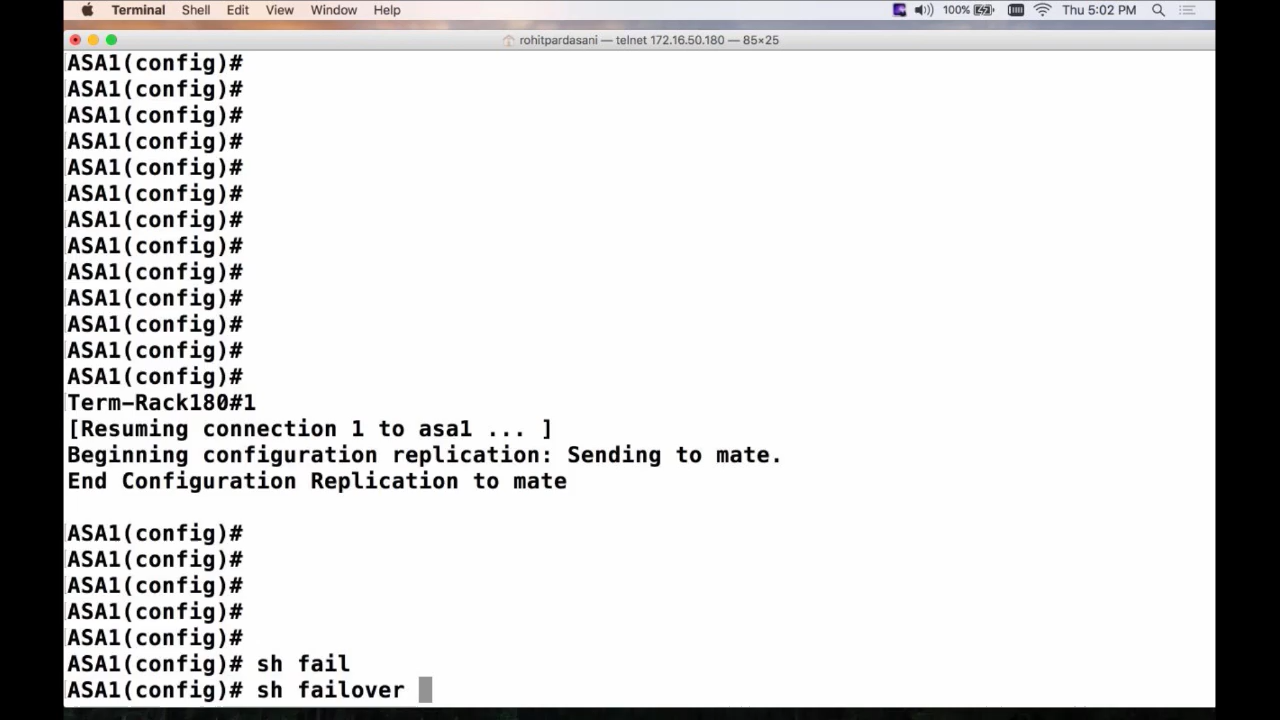 Terminal Shell Edit View Window Help 100% Thu 5:02 PM
rohitpardasani — telnet 172.16.50.180 — 85×25
ASA1(config)#
ASA1(config)#
ASA1(config)#
ASA1(config)#
ASA1(config)#
ASA1(config)#
ASA1(config)#
ASA1(config)#
ASA1(config)#
ASA1(config)#
ASA1(config)#
ASA1(config)#
ASA1(config)#
Term-Rack180#1
[Resuming connection 1 to asa1 ... ]
Beginning configuration replication: Sending to mate.
End Configuration Replication to mate
ASA1(config)#
ASA1(config)#
ASA1(config)#
ASA1(config)#
ASA1(config)#
ASA1(config)# sh fail
ASA1(config)# sh failover